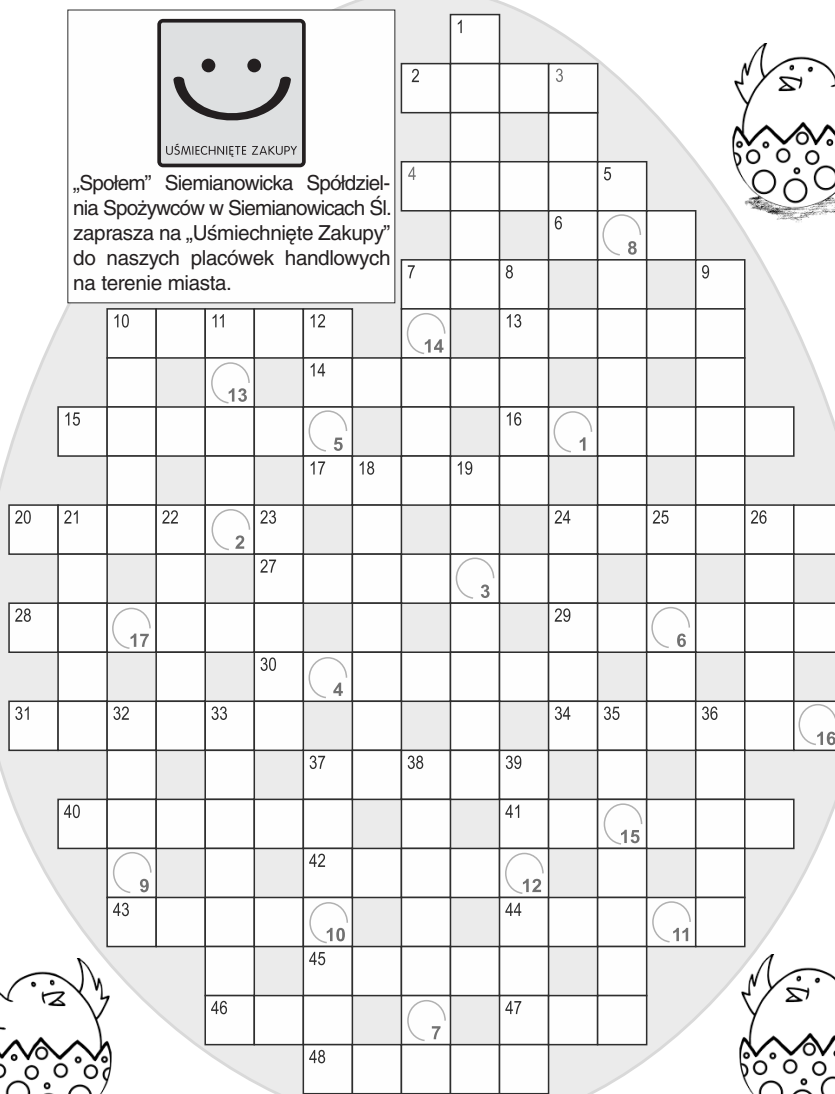 1
2 3
UŚMIECHNIĘTE ZAKUPY
„Społem” Siemianowicka Spółdziel-
nia Spożywców w Siemianowicach Śl.
zaprasza na „Uśmiechnięte Zakupy”
do naszych placówek handlowych
na terenie miasta.
4 5
6 8
7 8 9
10 11 12 14 13
13 14
15 5 16 1
17 18 19
20 21 22 2 23 24 25 26
27 3
28 17 29 6
30 4
31 32 33 34 35 36 16
37 38 39
40 41 15
9 42 12
43 10 44 11
45
46 7 47
48